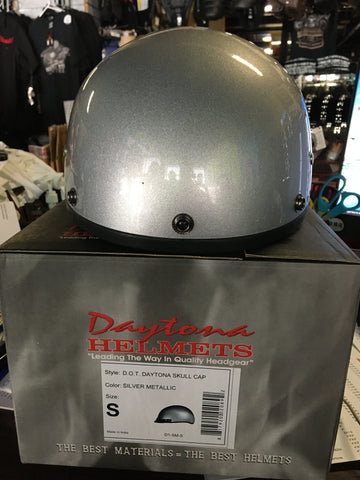 Daytona
HELMETS
"Leading The Way In Quality Headgear"
Style: D.O.T. DAYTONA SKULL CAP
Color: SILVER METALLIC
Size:
S
Made in India
D1-SM-S
THE BEST MATERIALS = THE BEST HELMETS